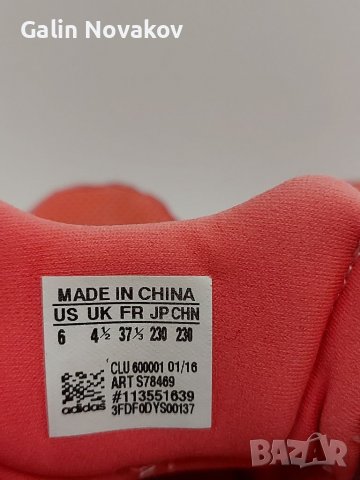 Galin Novakov
MADE IN CHINA
US UK FR JP CHN
6 4½ 37⅓ 230 230
CLU 600001 01/16
ART S78469
#113551639
3FDF0DYS00137
adidas
BAZAR